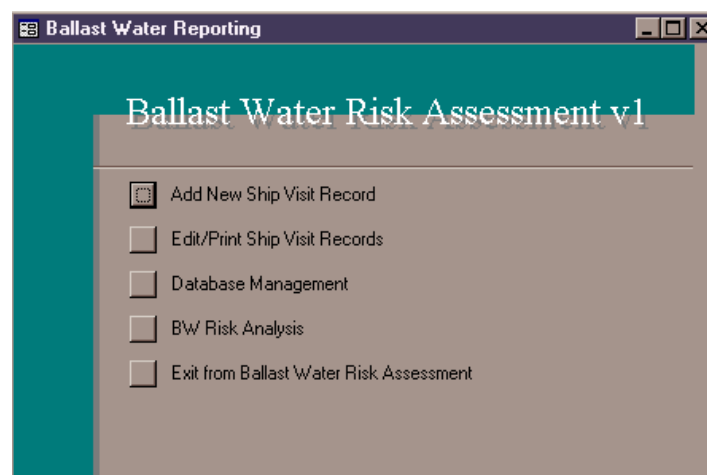 Ballast Water Reporting
Ballast Water Risk Assessment v1
Add New Ship Visit Record
Edit/Print Ship Visit Records
Database Management
BW Risk Analysis
Exit from Ballast Water Risk Assessment